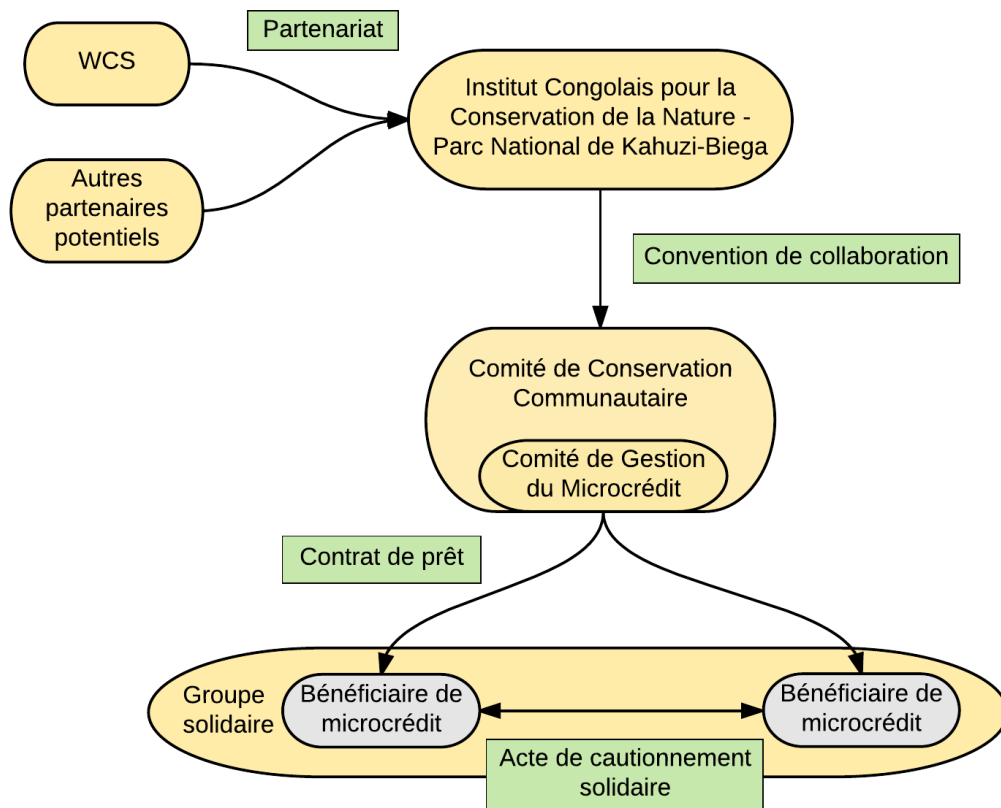 Partenariat
WCS
Institut Congolais pour la
Conservation de la Nature -
Parc National de Kahuzi-Biega
Autres
partenaires
potentiels
Convention de collaboration
Comité de Conservation
Communautaire
Comité de Gestion
du Microcrédit
Contrat de prêt
Groupe
solidaire
Bénéficiaire de
microcrédit
Bénéficiaire de
microcrédit
Acte de cautionnement
solidaire